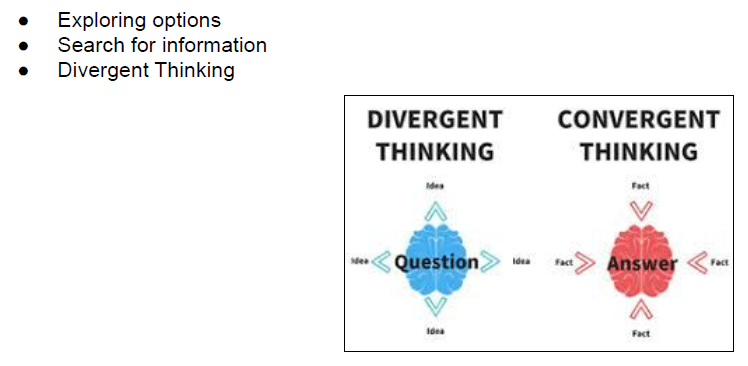 ● Exploring options
● Search for information
● Divergent Thinking
DIVERGENT
THINKING
Idea
Idea
Question
Idea
Idea
CONVERGENT
THINKING
Fact
Fact
Answer
Fact
Fact